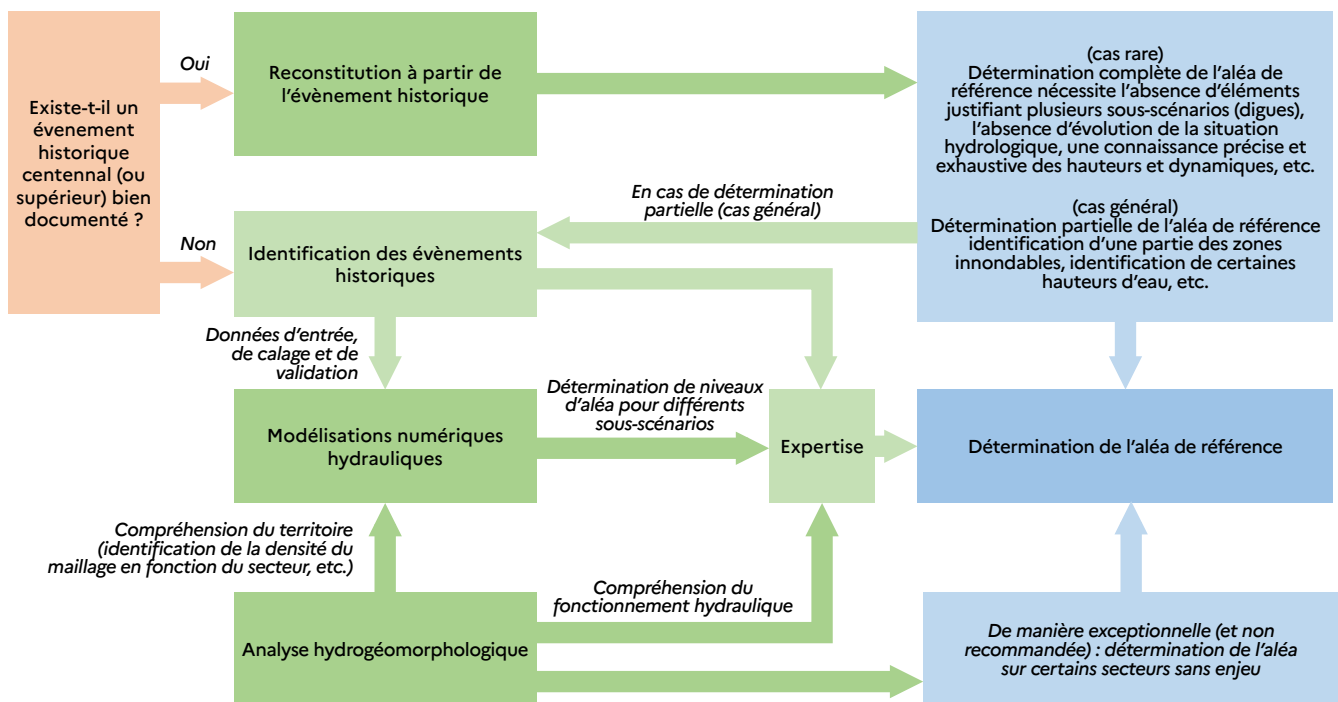 Existe-t-il un
évenement
historique
centennal (ou
supérieur) bien
documenté ?
Oui
Non
Reconstitution à partir de
l'évènement historique
(cas rare)
Détermination complète de l'aléa de
référence nécessite l'absence d'éléments
justifiant plusieurs sous-scénarios (digues),
l'absence d'évolution de la situation
hydrologique, une connaissance précise et
exhaustive des hauteurs et dynamiques, etc.
(cas général)
Détermination partielle de l'aléa de référence
identification d'une partie des zones
innondables, identification de certaines
hauteurs d'eau, etc.
En cas de détermination
partielle (cas général)
Identification des évènements
historiques
Données d'entrée,
de calage et de
validation
Modélisations numériques
hydrauliques
Détermination de niveaux
d'aléa pour différents
sous-scénarios
Expertise
Détermination de l'aléa de référence
Compréhension du territoire
(identification de la densité du
maillage en fonction du secteur, etc.)
Compréhension du
fonctionnement hydraulique
Analyse hydrogéomorphologique
De manière exceptionnelle (et non
recommandée) : détermination de l'aléa
sur certains secteurs sans enjeu